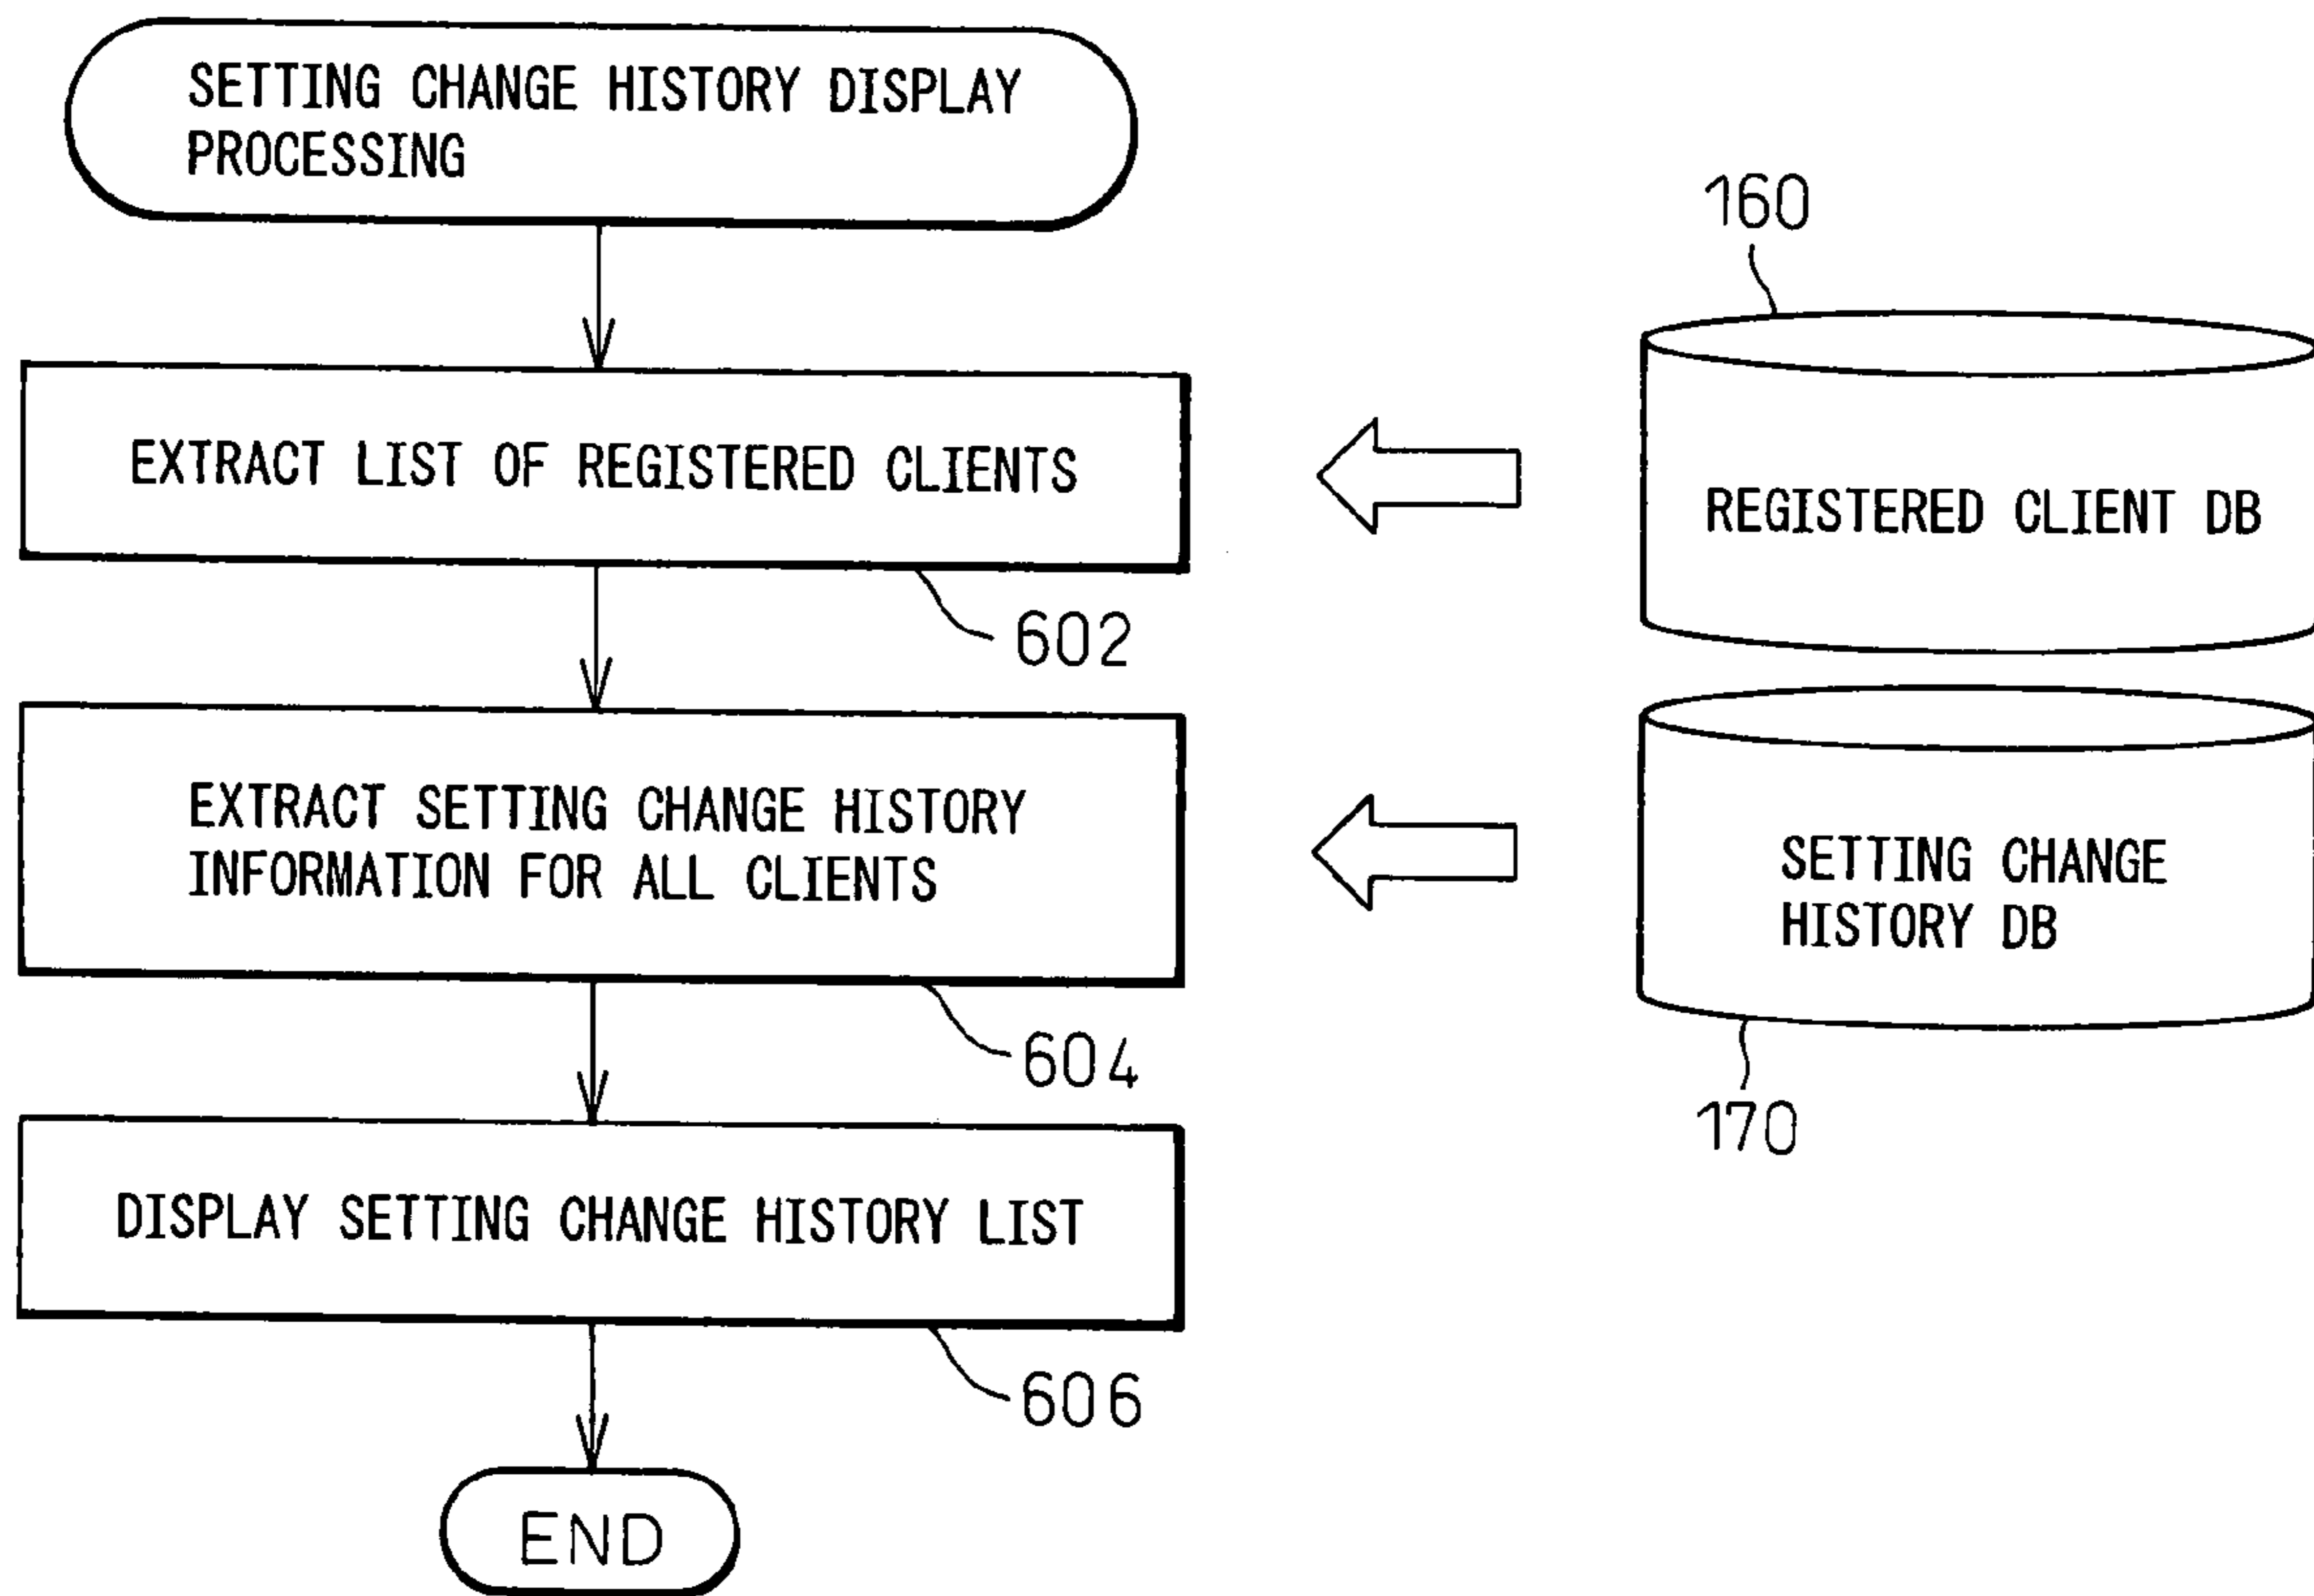 SETTING CHANGE HISTORY DISPLAY
PROCESSING
160
EXTRACT LIST OF REGISTERED CLIENTS
REGISTERED CLIENT DB
602
EXTRACT SETTING CHANGE HISTORY
INFORMATION FOR ALL CLIENTS
SETTING CHANGE
HISTORY DB
604
170
DISPLAY SETTING CHANGE HISTORY LIST
606
END